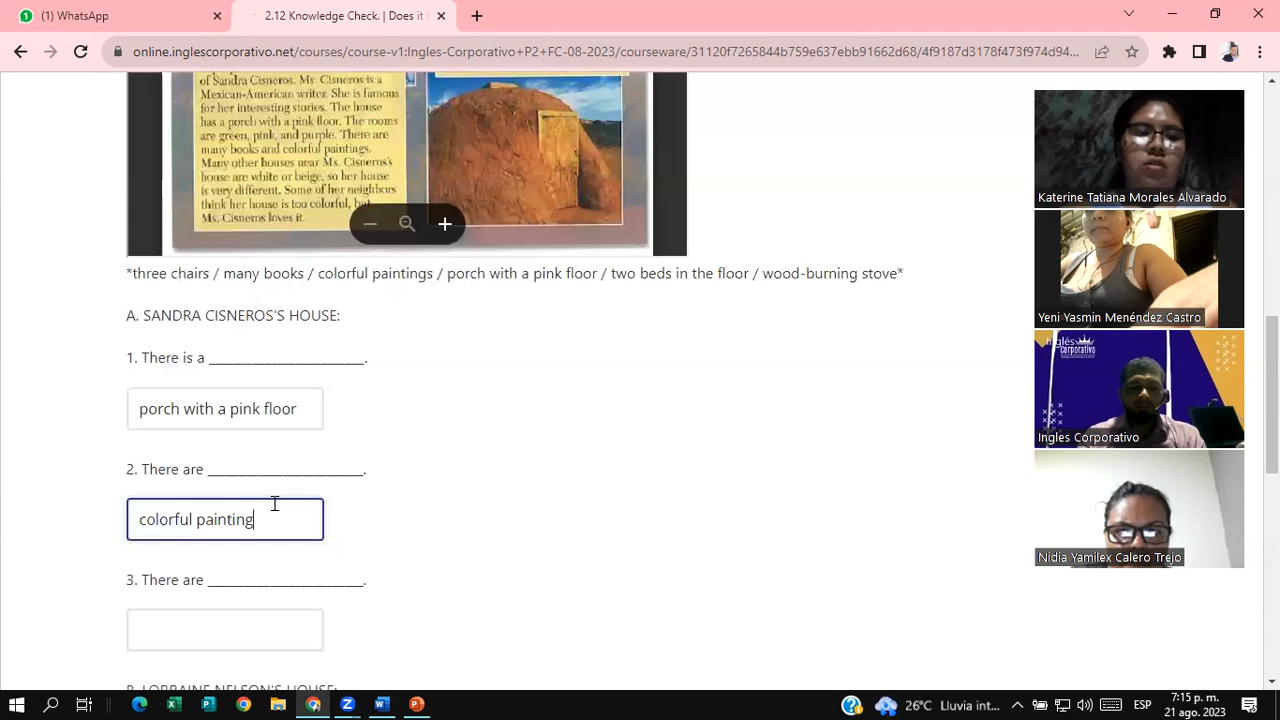 (1) WhatsApp
2.12 Knowledge Check. | Does it
online.inglescorporativo.net/courses/course-v1:Ingles-Corporativo+P2+FC-08-2023/courseware/31120f7265844b759e637ebb91662d68/4f9187d3178f473f974d94...
of Sandra Cisneros. Ms. Cisneros is a
Mexican-American writer. She is famous
for her interesting stories. The house
has a porch with a pink floor. The rooms
are green, pink, and purple. There are
many books and colorful paintings.
Many other houses near Ms. Cisneros's
house are white or beige, so her house
is very different. Some of her neighbors
think her house is too colorful, but
Ms. Cisneros loves it.
*three chairs / many books / colorful paintings / porch with a pink floor / two beds in the floor / wood-burning stove*
A. SANDRA CISNEROS'S HOUSE:
1. There is a ______________________.
porch with a pink floor
2. There are ______________________.
colorful painting
3. There are ______________________.
B. LORRAINE NELSON'S HOUSE:
Katerine Tatiana Morales Alvarado
Yeni Yasmin Menéndez Castro
Inglés
Corporativo
Ingles Corporativo
Nidia Yamilex Calero Trejo
26°C Lluvia int...
ESP
7:15 p. m.
21 ago. 2023